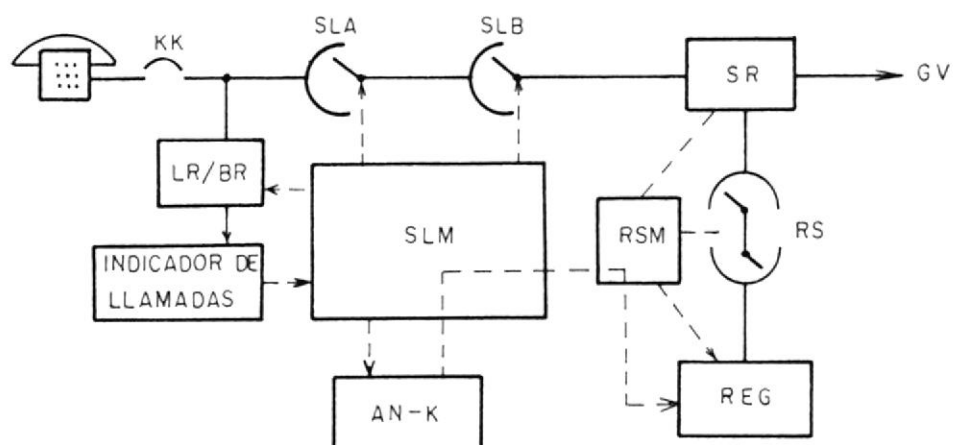 KK
SLA
SLB
SR
GV
LR/BR
SLM
RSM
RS
INDICADOR DE
LLAMADAS
AN-K
REG